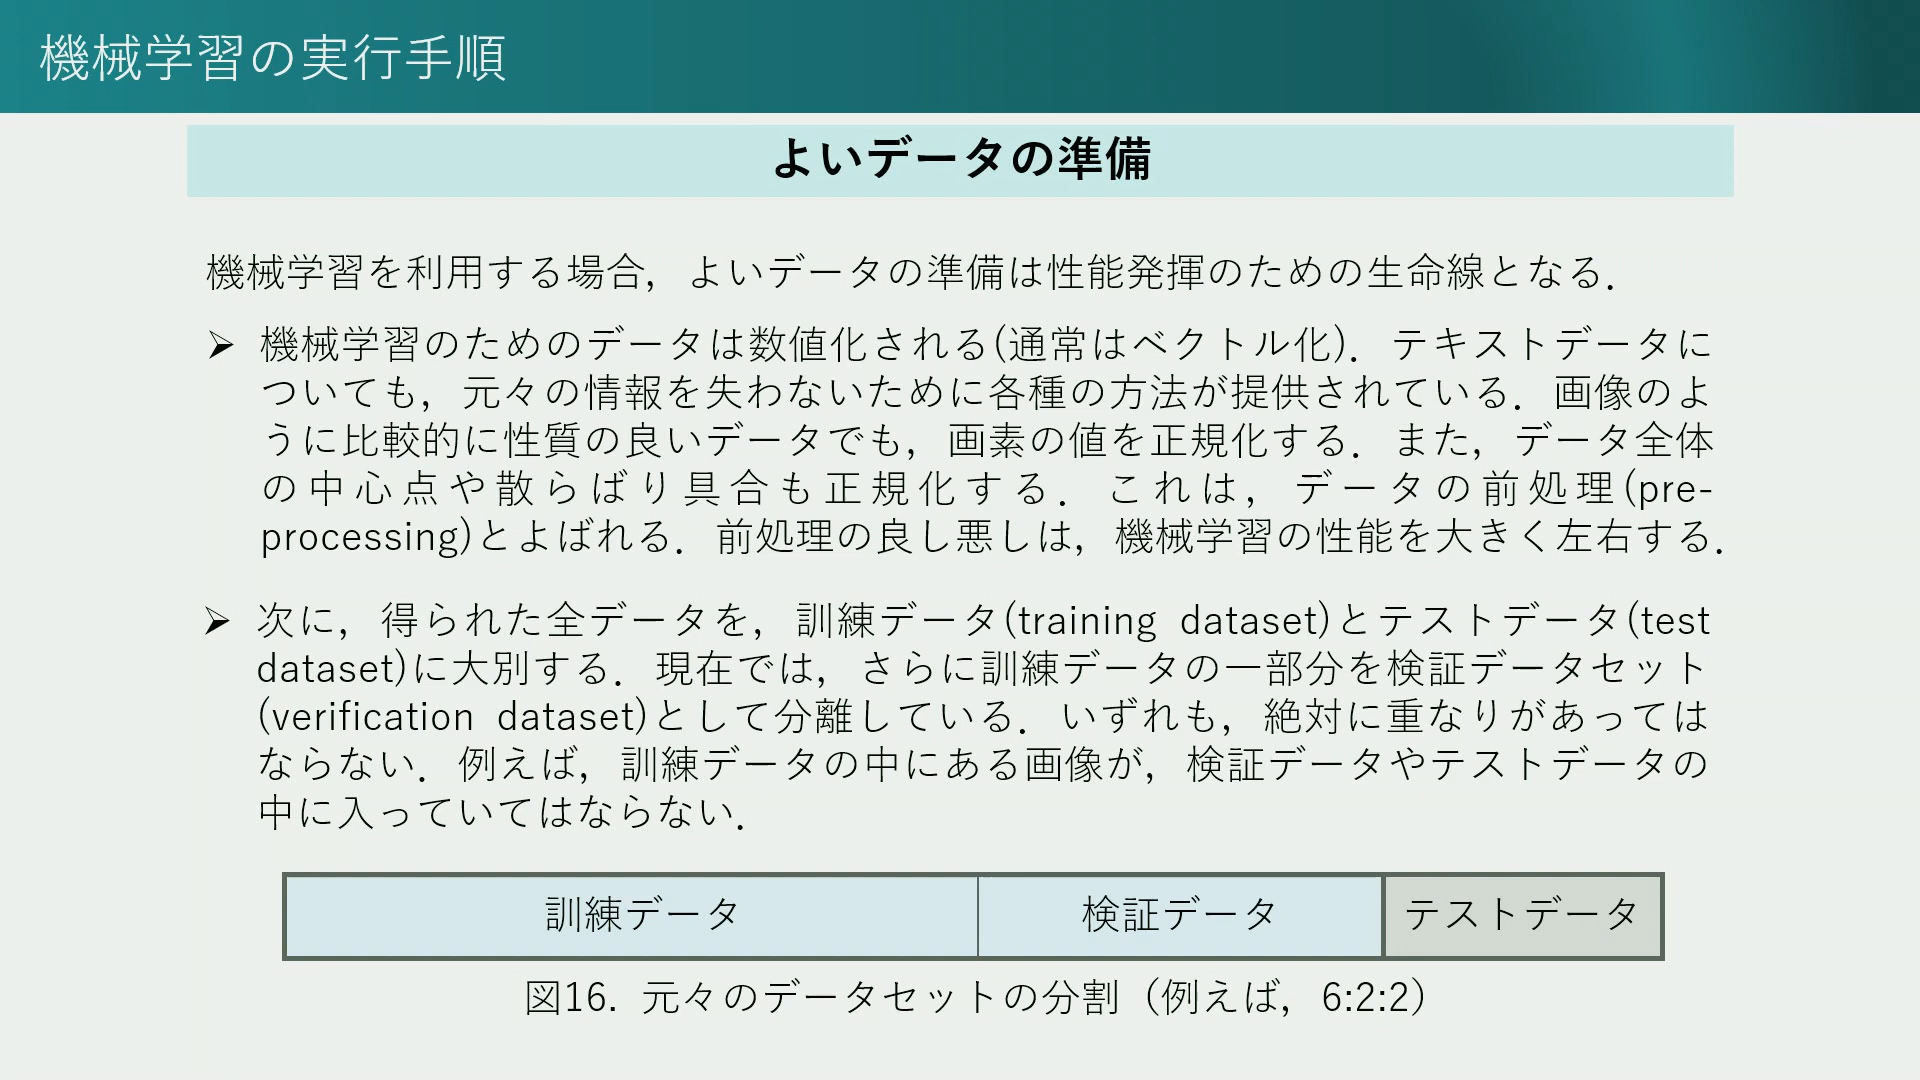 機械学習の実行手順
よいデータの準備
機械学習を利用する場合，よいデータの準備は性能発揮のための生命線となる．
➢ 機械学習のためのデータは数値化される(通常はベクトル化)．テキストデータに
ついても，元々の情報を失わないために各種の方法が提供されている．画像のよ
うに比較的に性質の良いデータでも，画素の値を正規化する．また，データ全体
の中心点や散らばり具合も正規化する．これは，データの前処理(pre-
processing)とよばれる．前処理の良し悪しは，機械学習の性能を大きく左右する．
➢ 次に，得られた全データを，訓練データ(training dataset)とテストデータ(test
dataset)に大別する．現在では，さらに訓練データの一部分を検証データセット
(verification dataset)として分離している．いずれも，絶対に重なりがあっては
ならない．例えば，訓練データの中にある画像が，検証データやテストデータの
中に入っていてはならない．
訓練データ 検証データ テストデータ
図16. 元々のデータセットの分割（例えば，6:2:2）